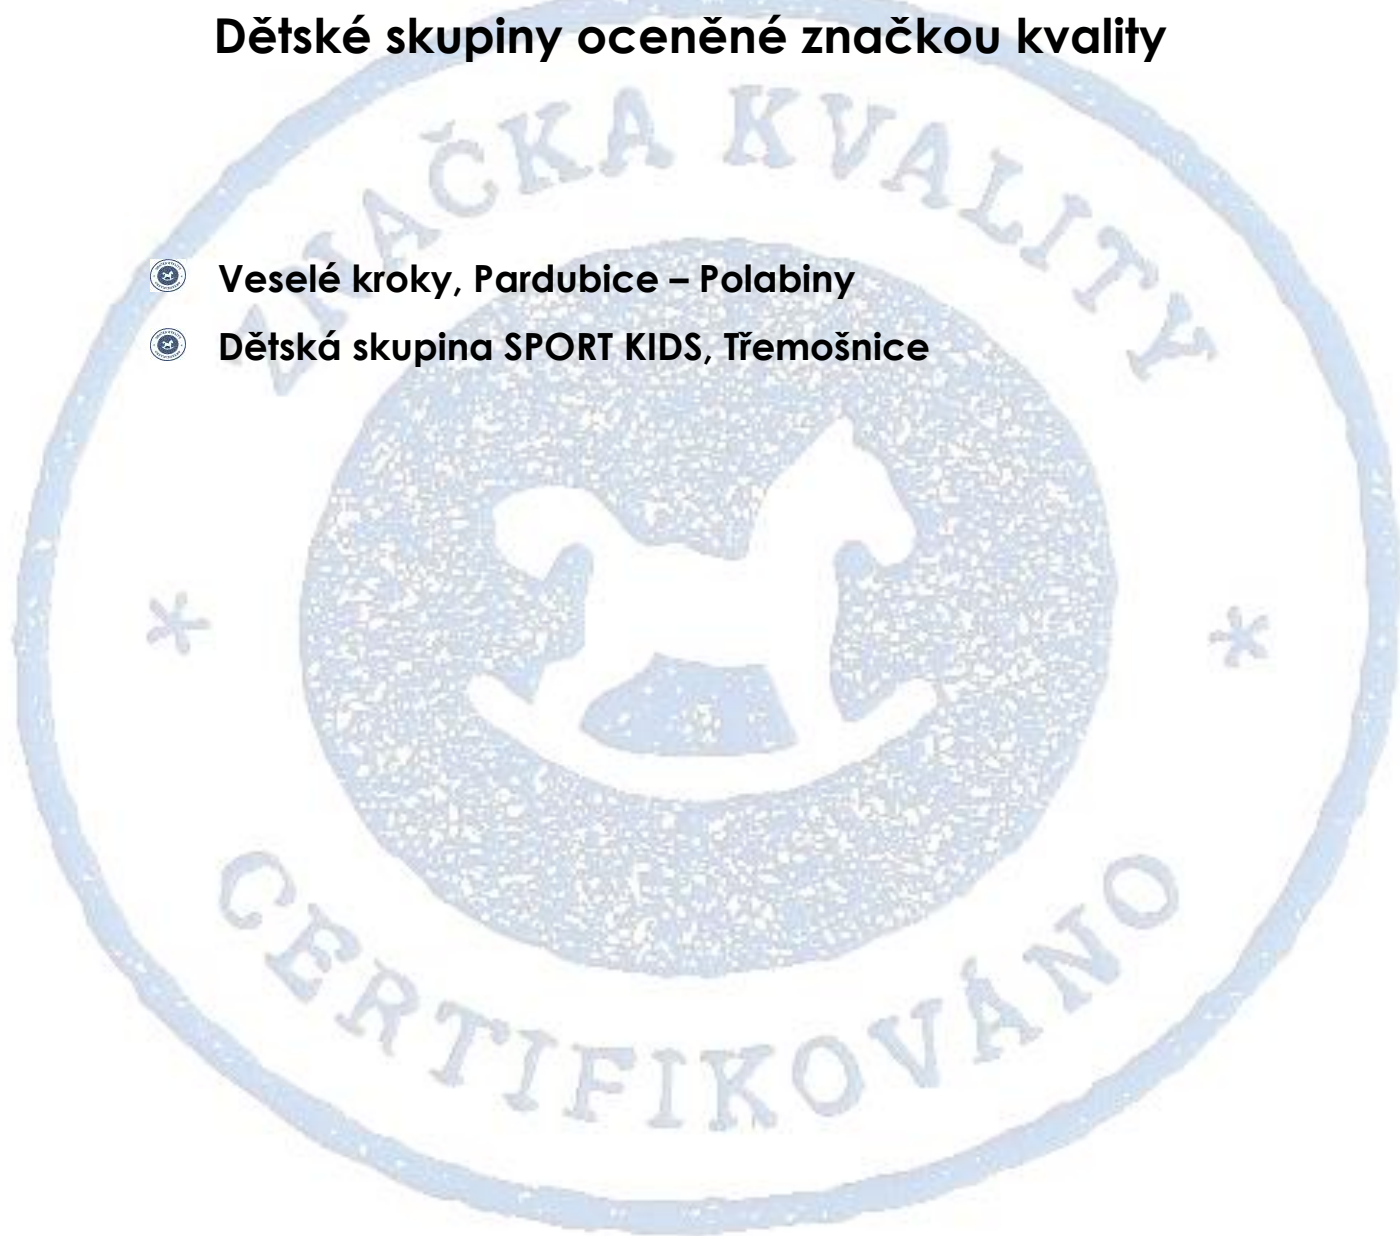 Dětské skupiny oceněné značkou kvality
ZNAČKA KVALITY
Veselé kroky, Pardubice – Polabiny
Dětská skupina SPORT KIDS, Třemošnice
CERTIFIKOVÁNO